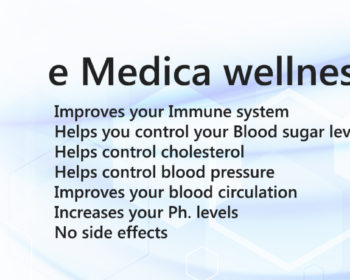 e Medica wellnes
Improves your Immune system
Helps you control your Blood sugar lev
Helps control cholesterol
Helps control blood pressure
Improves your blood circulation
Increases your Ph. levels
No side effects